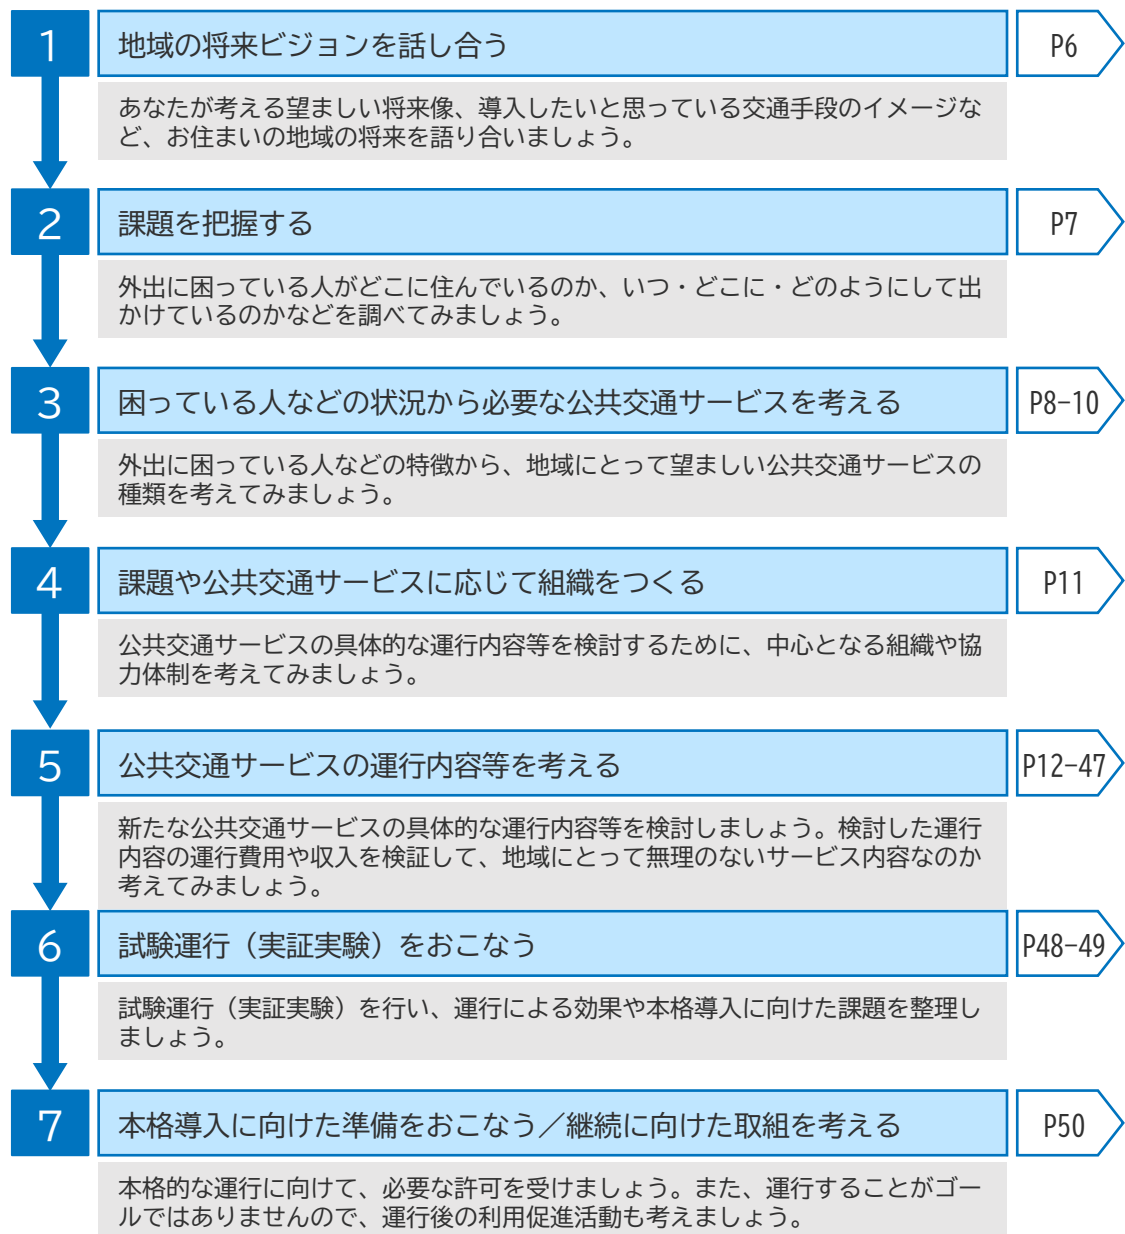 1
地域の将来ビジョンを話し合う
P6
あなたが考える望ましい将来像、導入したいと思っている交通手段のイメージな
ど、お住まいの地域の将来を語り合いましょう。
2
課題を把握する
P7
外出に困っている人がどこに住んでいるのか、いつ・どこに・どのようにして出
かけているのかなどを調べてみましょう。
3
困っている人などの状況から必要な公共交通サービスを考える
P8-10
外出に困っている人などの特徴から、地域にとって望ましい公共交通サービスの
種類を考えてみましょう。
4
課題や公共交通サービスに応じて組織をつくる
P11
公共交通サービスの具体的な運行内容等を検討するために、中心となる組織や協
力体制を考えてみましょう。
5
公共交通サービスの運行内容等を考える
P12-47
新たな公共交通サービスの具体的な運行内容等を検討しましょう。検討した運行
内容の運行費用や収入を検証して、地域にとって無理のないサービス内容なのか
考えてみましょう。
6
試験運行（実証実験）をおこなう
P48-49
試験運行（実証実験）を行い、運行による効果や本格導入に向けた課題を整理し
ましょう。
7
本格導入に向けた準備をおこなう／継続に向けた取組を考える
P50
本格的な運行に向けて、必要な許可を受けましょう。また、運行することがゴー
ルではありませんので、運行後の利用促進活動も考えましょう。